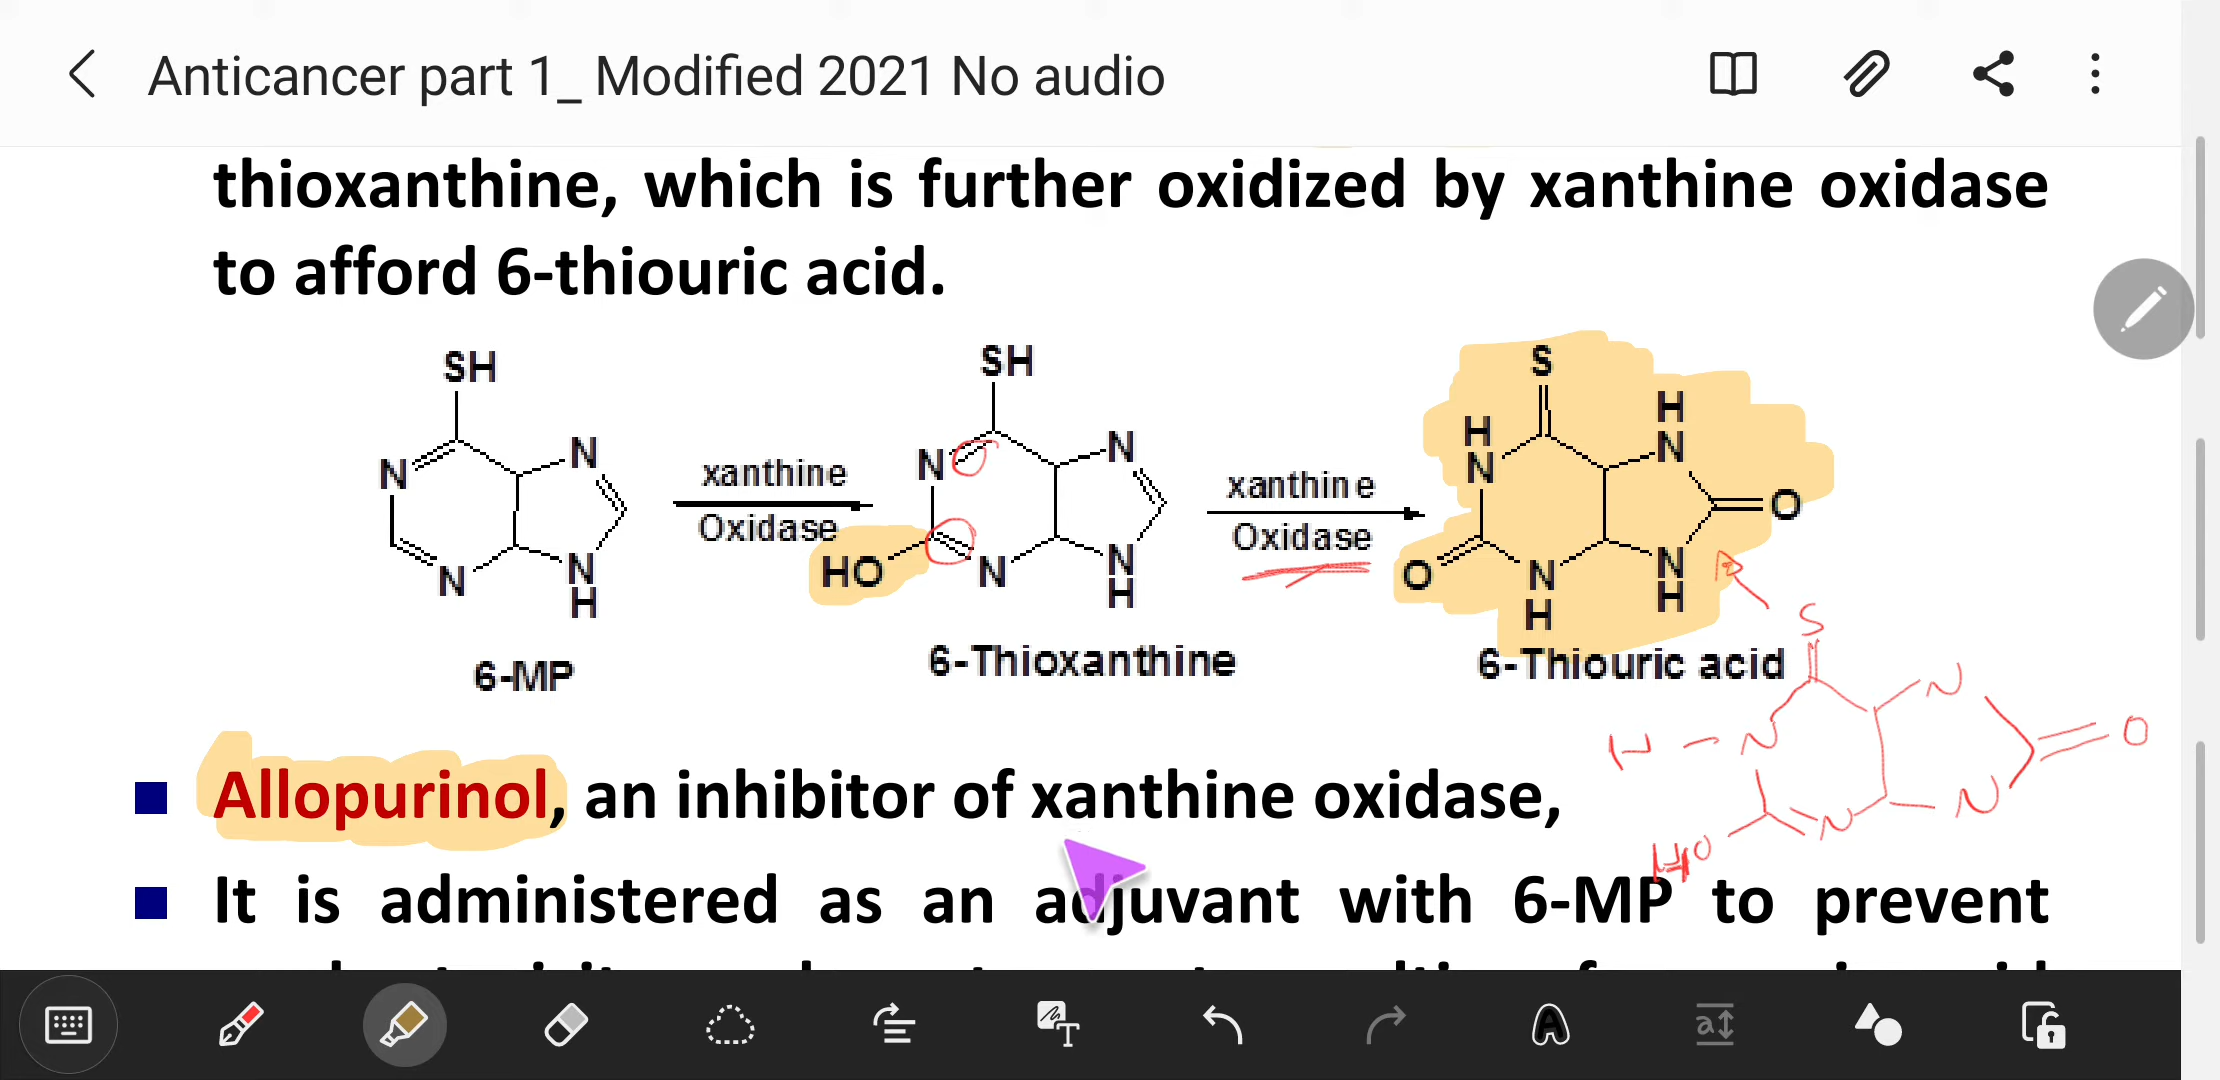 Anticancer part 1_ Modified 2021 No audio
thioxanthine, which is further oxidized by xanthine oxidase
to afford 6-thiouric acid.
SH SH S
N N N N H N H N
xanthine Oxidase xanthine Oxidase
N N H HO N N H O N H N H O
6-MP 6-Thioxanthine 6-Thiouric acid
S
N
H - N O
N N
HO
Allopurinol, an inhibitor of xanthine oxidase,
It is administered as an adjuvant with 6-MP to prevent